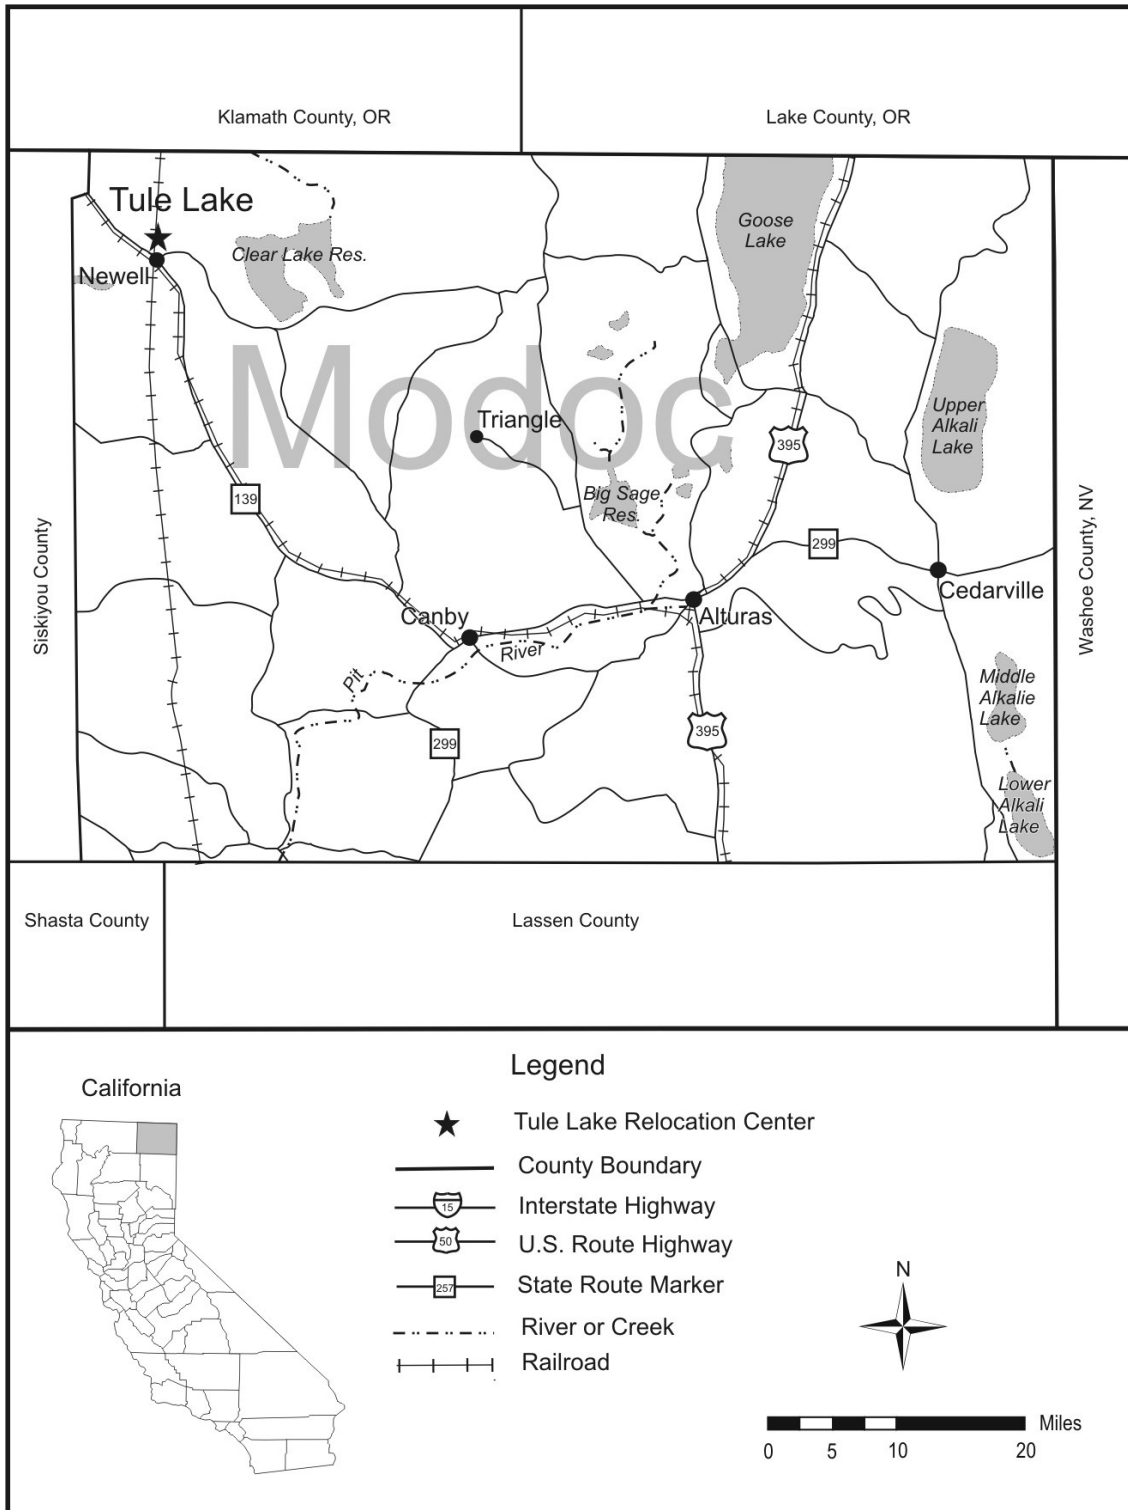 Klamath County, OR
Lake County, OR
Tule Lake
Goose
Lake
Clear Lake Res.
Newell
Modoc
Triangle
Upper
Alkali
Lake
395
139
Big Sage
Res.
299
Siskiyou County
Washoe County, NV
Cedarville
Canby
Alturas
River
Pit
Middle
Alkalie
Lake
395
299
Lower
Alkali
Lake
Shasta County
Lassen County
Legend
California
Tule Lake Relocation Center
County Boundary
15
Interstate Highway
50
U.S. Route Highway
257
State Route Marker
River or Creek
Railroad
N
Miles
0 5 10 20